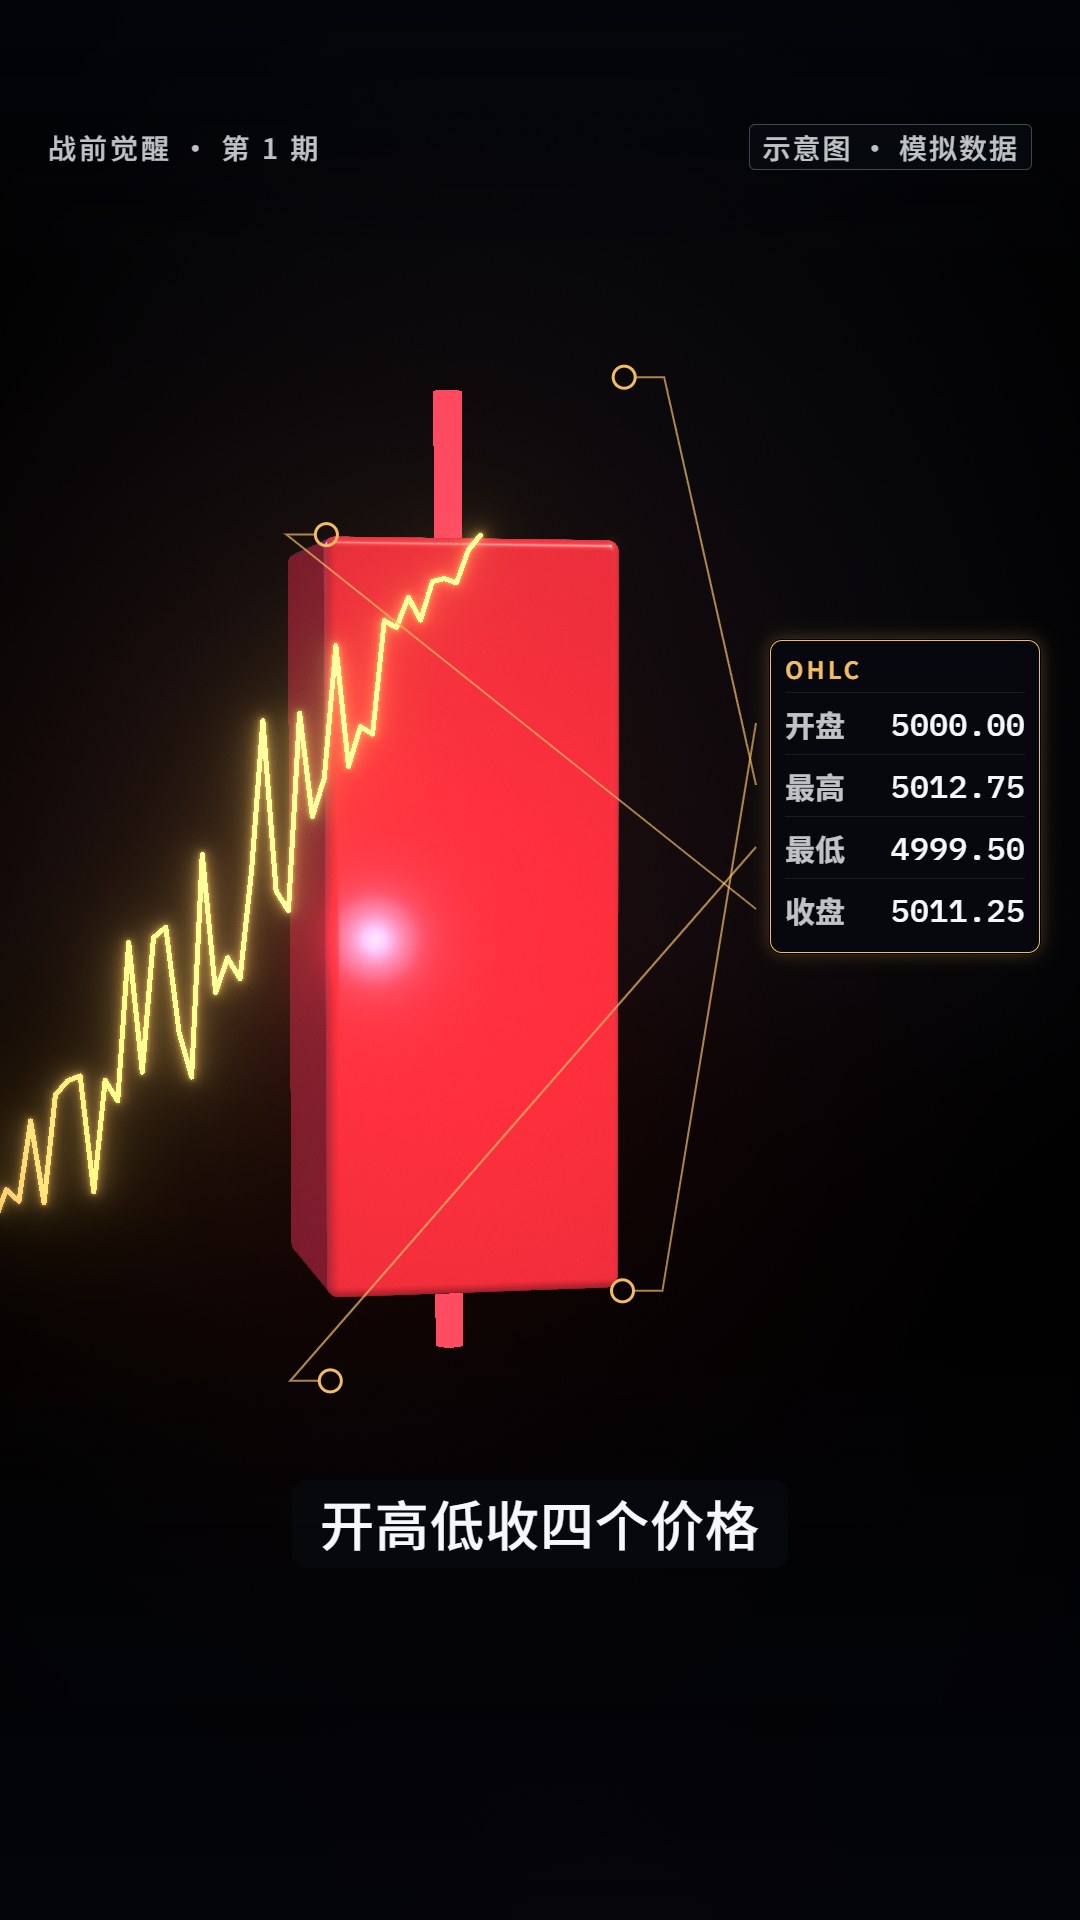 战前觉醒 · 第 1 期
示意图 · 模拟数据
OHLC
开盘 5000.00
最高 5012.75
最低 4999.50
收盘 5011.25
开高低收四个价格